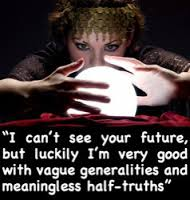 "I can't see your future,
but luckily I'm very good
with vague generalities and
meaningless half-truths"